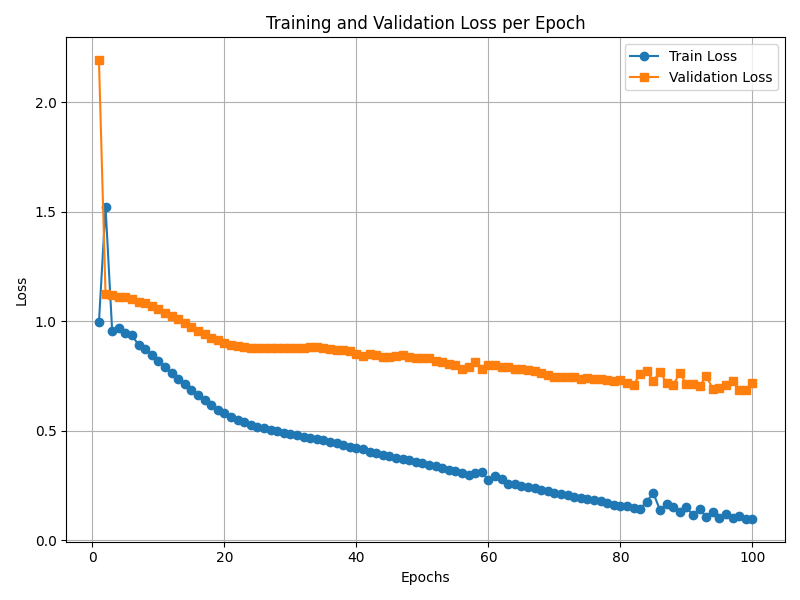 Training and Validation Loss per Epoch
Train Loss
Validation Loss
2.0
1.5
1.0
0.5
0.0
Loss
0 20 40 60 80 100
Epochs